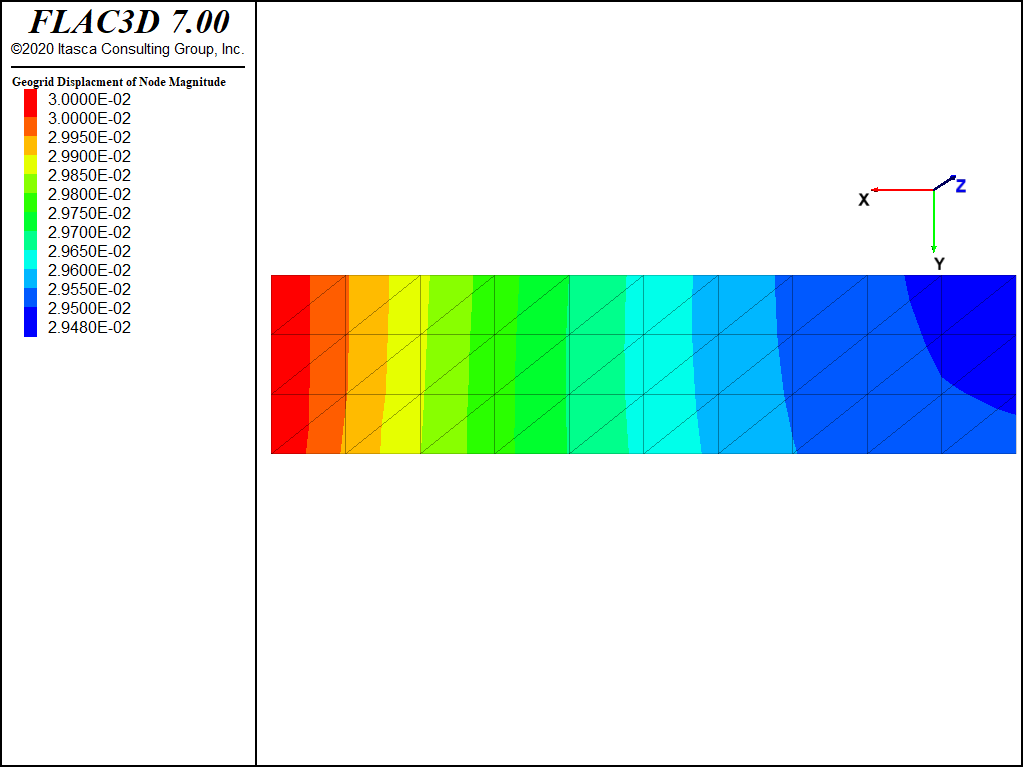 FLAC3D 7.00
©2020 Itasca Consulting Group, Inc.
Geogrid Displacment of Node Magnitude
3.0000E-02
3.0000E-02
2.9950E-02
2.9900E-02
2.9850E-02
2.9800E-02
2.9750E-02
2.9700E-02
2.9650E-02
2.9600E-02
2.9550E-02
2.9500E-02
2.9480E-02
Z
X
Y